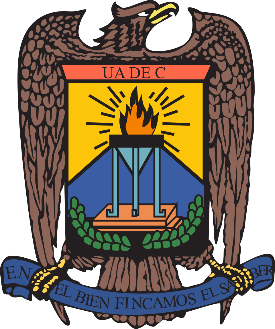 UA DE C
EN EL BIEN FINCAMOS EL SABER